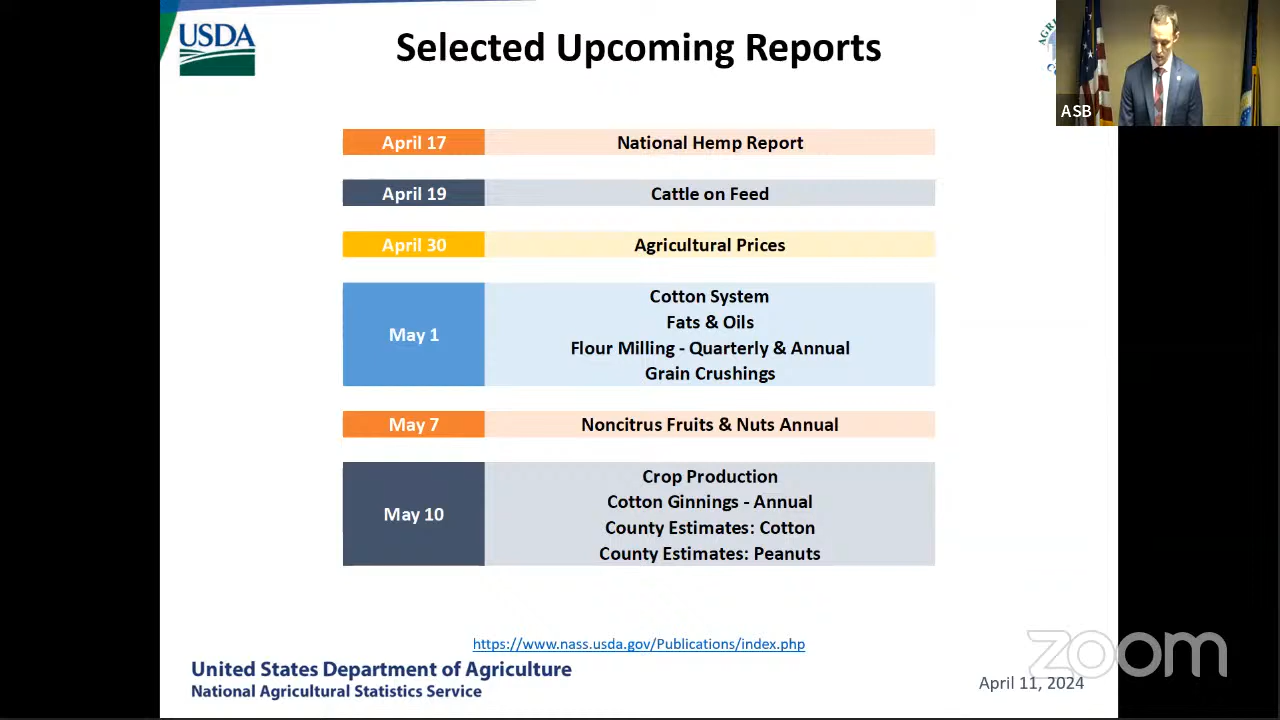 USDA
Selected Upcoming Reports
AGRI
ASB
April 17
National Hemp Report
April 19
Cattle on Feed
April 30
Agricultural Prices
May 1
Cotton System
Fats & Oils
Flour Milling - Quarterly & Annual
Grain Crushings
May 7
Noncitrus Fruits & Nuts Annual
May 10
Crop Production
Cotton Ginnings - Annual
County Estimates: Cotton
County Estimates: Peanuts
https://www.nass.usda.gov/Publications/index.php
United States Department of Agriculture
National Agricultural Statistics Service
April 11, 2024
zoom